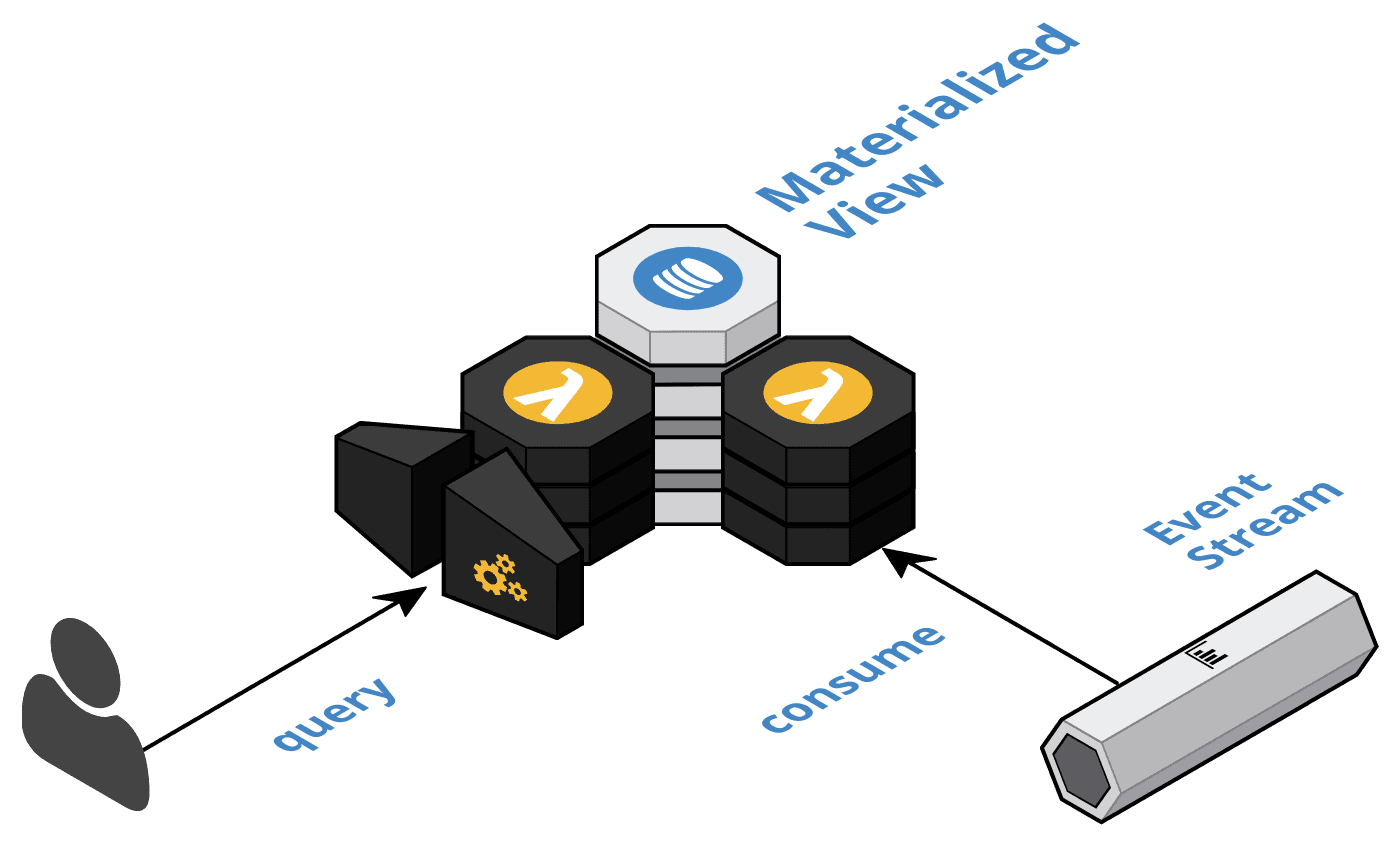 Materialized
View
Event
Stream
consume
query